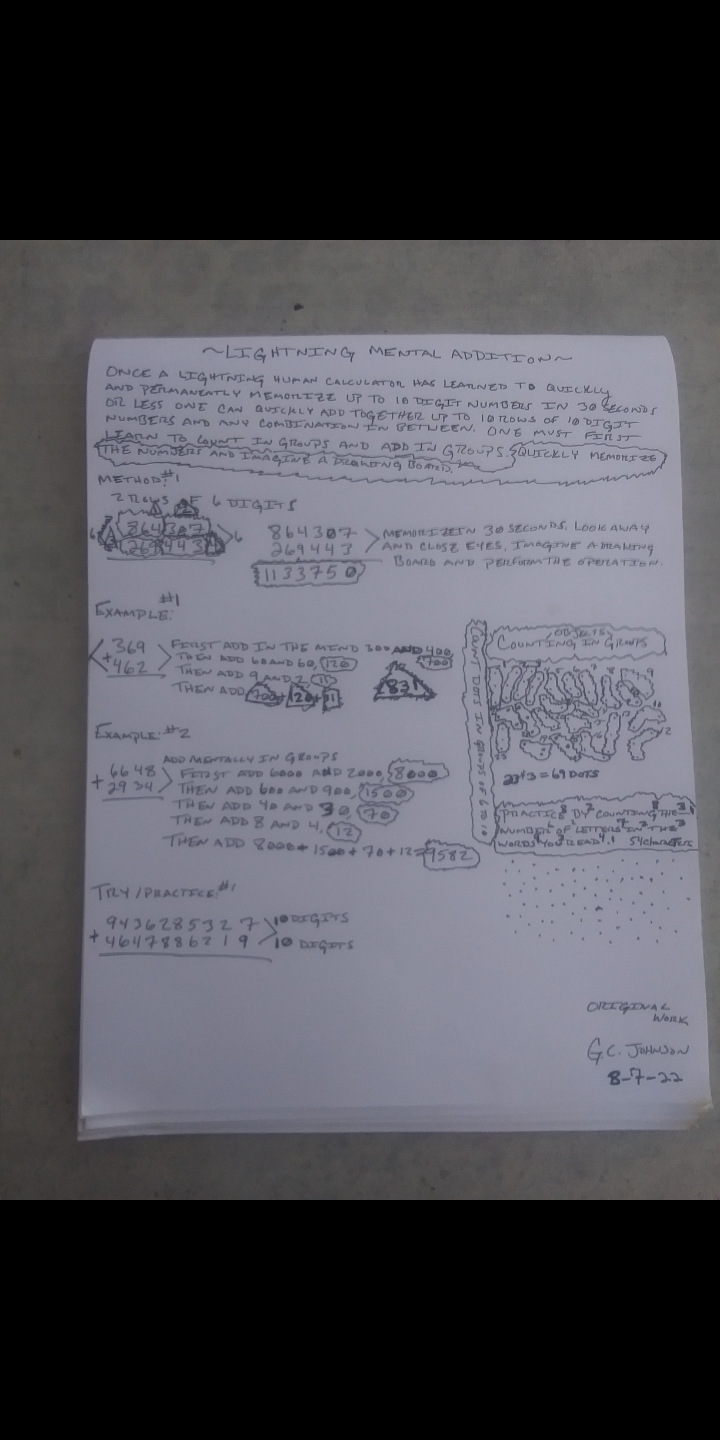 ~LIGHTNING MENTAL ADDITION~
ONCE A LIGHTNING HUMAN CALCULATOR HAS LEARNED TO QUICKLY
AND PERMANENTLY MEMORIZE UP TO 10 DIGIT NUMBERS IN 30 SECONDS
OR LESS ONE CAN QUICKLY ADD TOGETHER UP TO 10 ROWS OF 10 DIGIT
NUMBERS AND ANY COMBINATION IN BETWEEN. ONE MUST FIRST
LEARN TO COUNT IN GROUPS AND ADD IN GROUPS. QUICKLY MEMORIZE
THE NUMBERS AND IMAGINE A DRAWING BOARD.
METHOD: #1
2 ROWS OF 6 DIGITS
6 864 307 6
269 443
864307
269443
1133750
MEMORIZE IN 30 SECONDS. LOOK AWAY
AND CLOSE EYES. IMAGINE A DRAWING
BOARD AND PERFORM THE OPERATION.
EXAMPLE: #1
369
+462
FIRST ADD IN THE MIND 300 AND 400, 700
THEN ADD 60 AND 60, 120
THEN ADD 9 AND 2, 11
THEN ADD 700 + 120 + 11
831
EXAMPLE: #2
6648
+ 2934
ADD MENTALLY IN GROUPS
FIRST ADD 6000 AND 2000, 8000
THEN ADD 600 AND 900, 1500
THEN ADD 40 AND 30, 70
THEN ADD 8 AND 4, 12
THEN ADD 8000 + 1500 + 70 + 12 = 9582
COUNT DOTS IN GROUPS OF 6 TO 10
OBJECTS
COUNTING IN GROUPS
23 × 3 = 69 DOTS
PRACTICE BY COUNTING THE
NUMBER OF LETTERS IN THE
WORDS YOU READ.
TRY/PRACTICE: #1
9436285327 10 DIGITS
+ 4647886219 10 DIGITS
ORIGINAL
WORK
G.C. JOHNSON
8-7-22